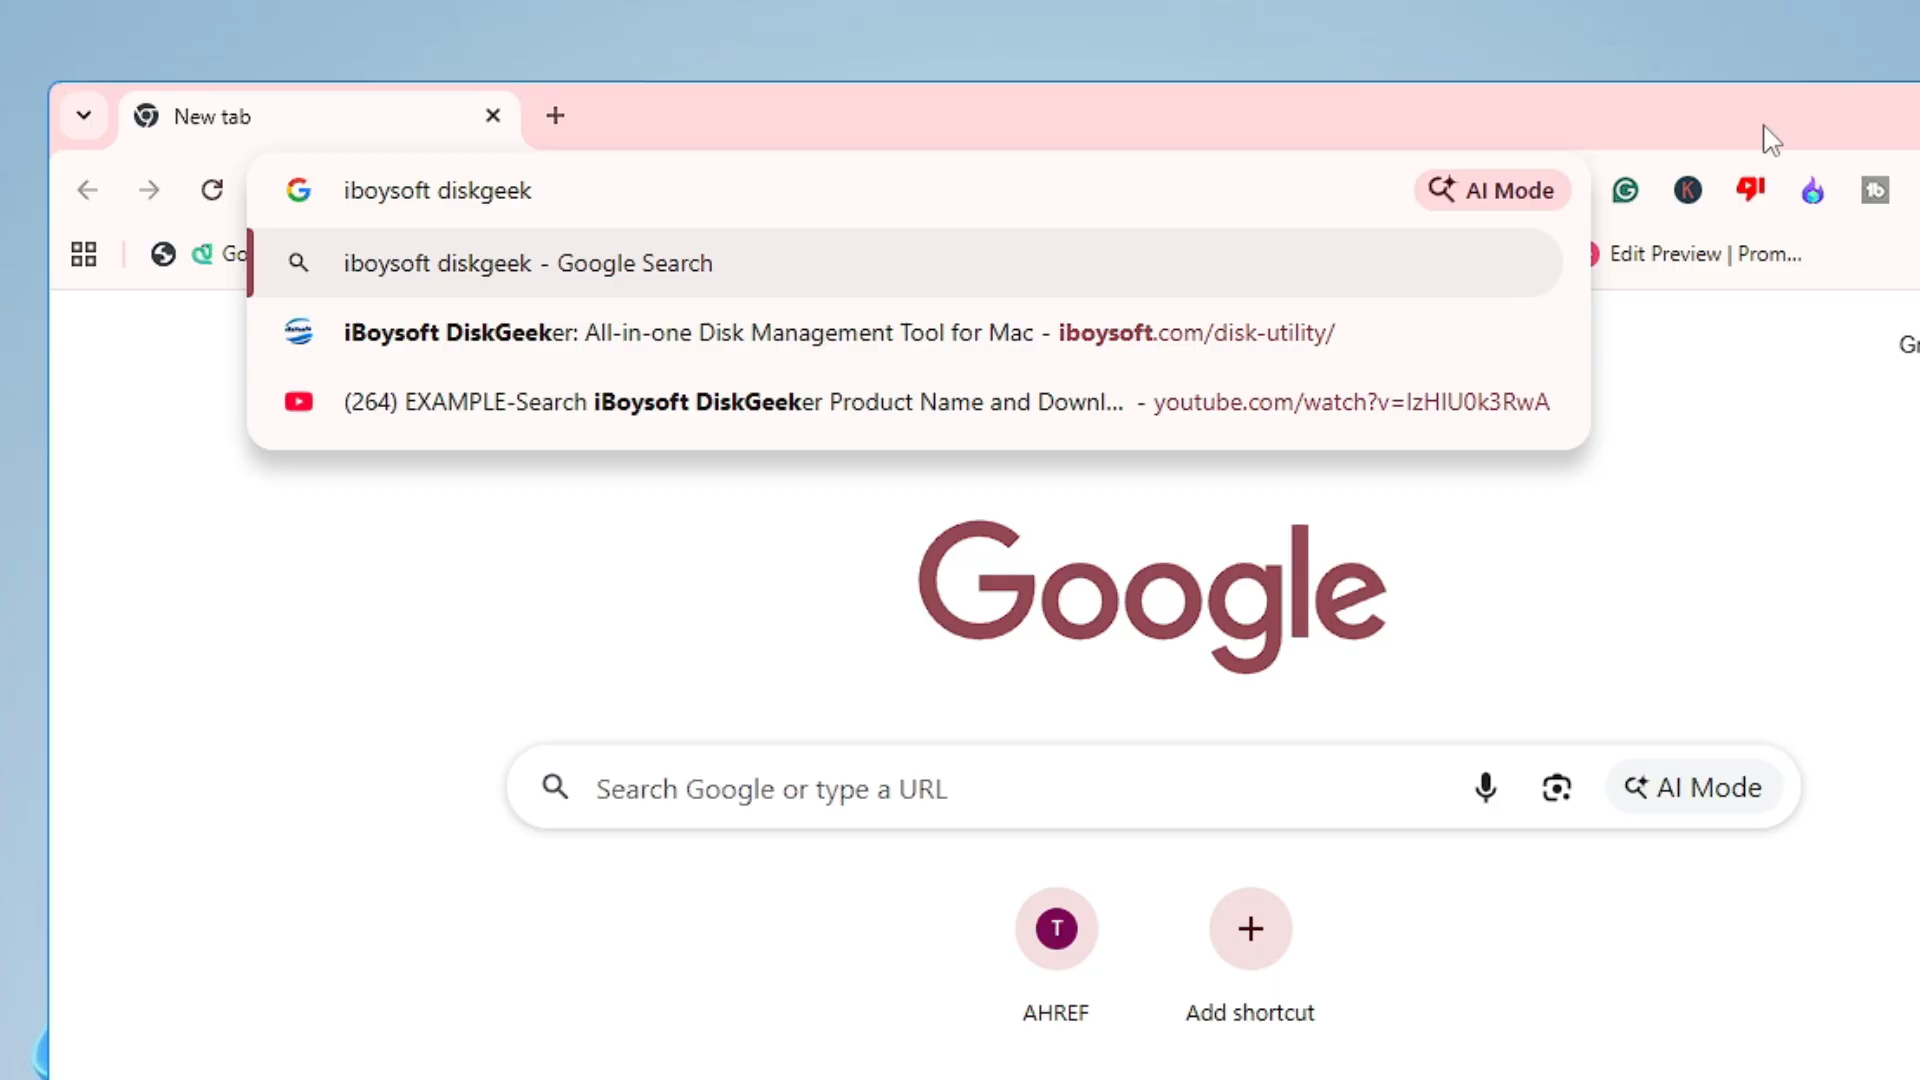 New tab
iboysoft diskgeek
AI Mode
Go
iboysoft diskgeek - Google Search
Edit Preview | Prom...
iBoysoft DiskGeeker: All-in-one Disk Management Tool for Mac - iboysoft.com/disk-utility/
(264) EXAMPLE-Search iBoysoft DiskGeeker Product Name and Downl... - youtube.com/watch?v=IzHIU0k3RwA
Google
Search Google or type a URL
AI Mode
T
AHREF
Add shortcut